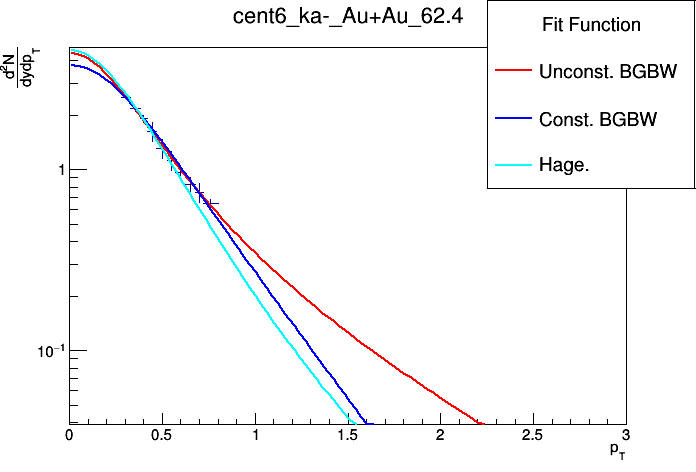 cent6_ka-_Au+Au_62.4
Fit Function
Unconst. BGBW
Const. BGBW
Hage.
d²N
dydp_T
1
10⁻¹
0 0.5 1 1.5 2 2.5 3
p_T